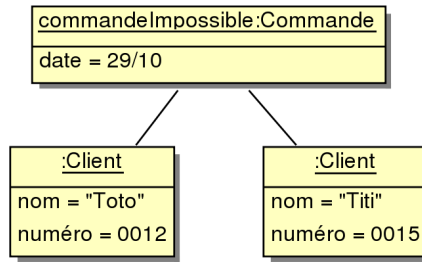 commandeImpossible:Commande
date = 29/10
:Client
nom = "Toto"
numéro = 0012
:Client
nom = "Titi"
numéro = 0015